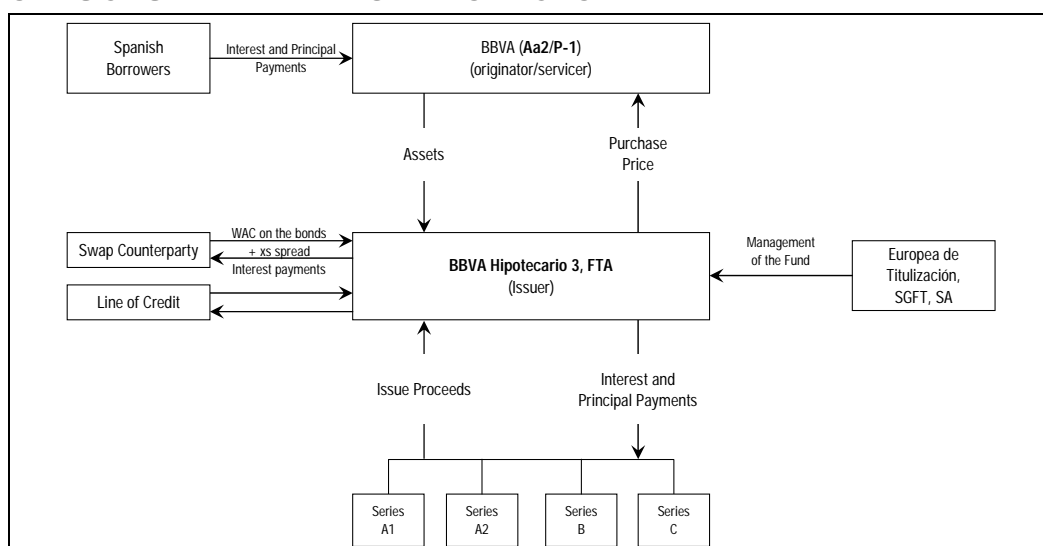 Spanish
Borrowers
Interest and Principal
Payments
BBVA (Aa2/P-1)
(originator/servicer)
Assets
Purchase
Price
Swap Counterparty
WAC on the bonds
+ xs spread
Interest payments
Line of Credit
BBVA Hipotecario 3, FTA
(Issuer)
Management
of the Fund
Europea de
Titulización,
SGFT, SA
Issue Proceeds
Interest and
Principal Payments
Series
A1
Series
A2
Series
B
Series
C